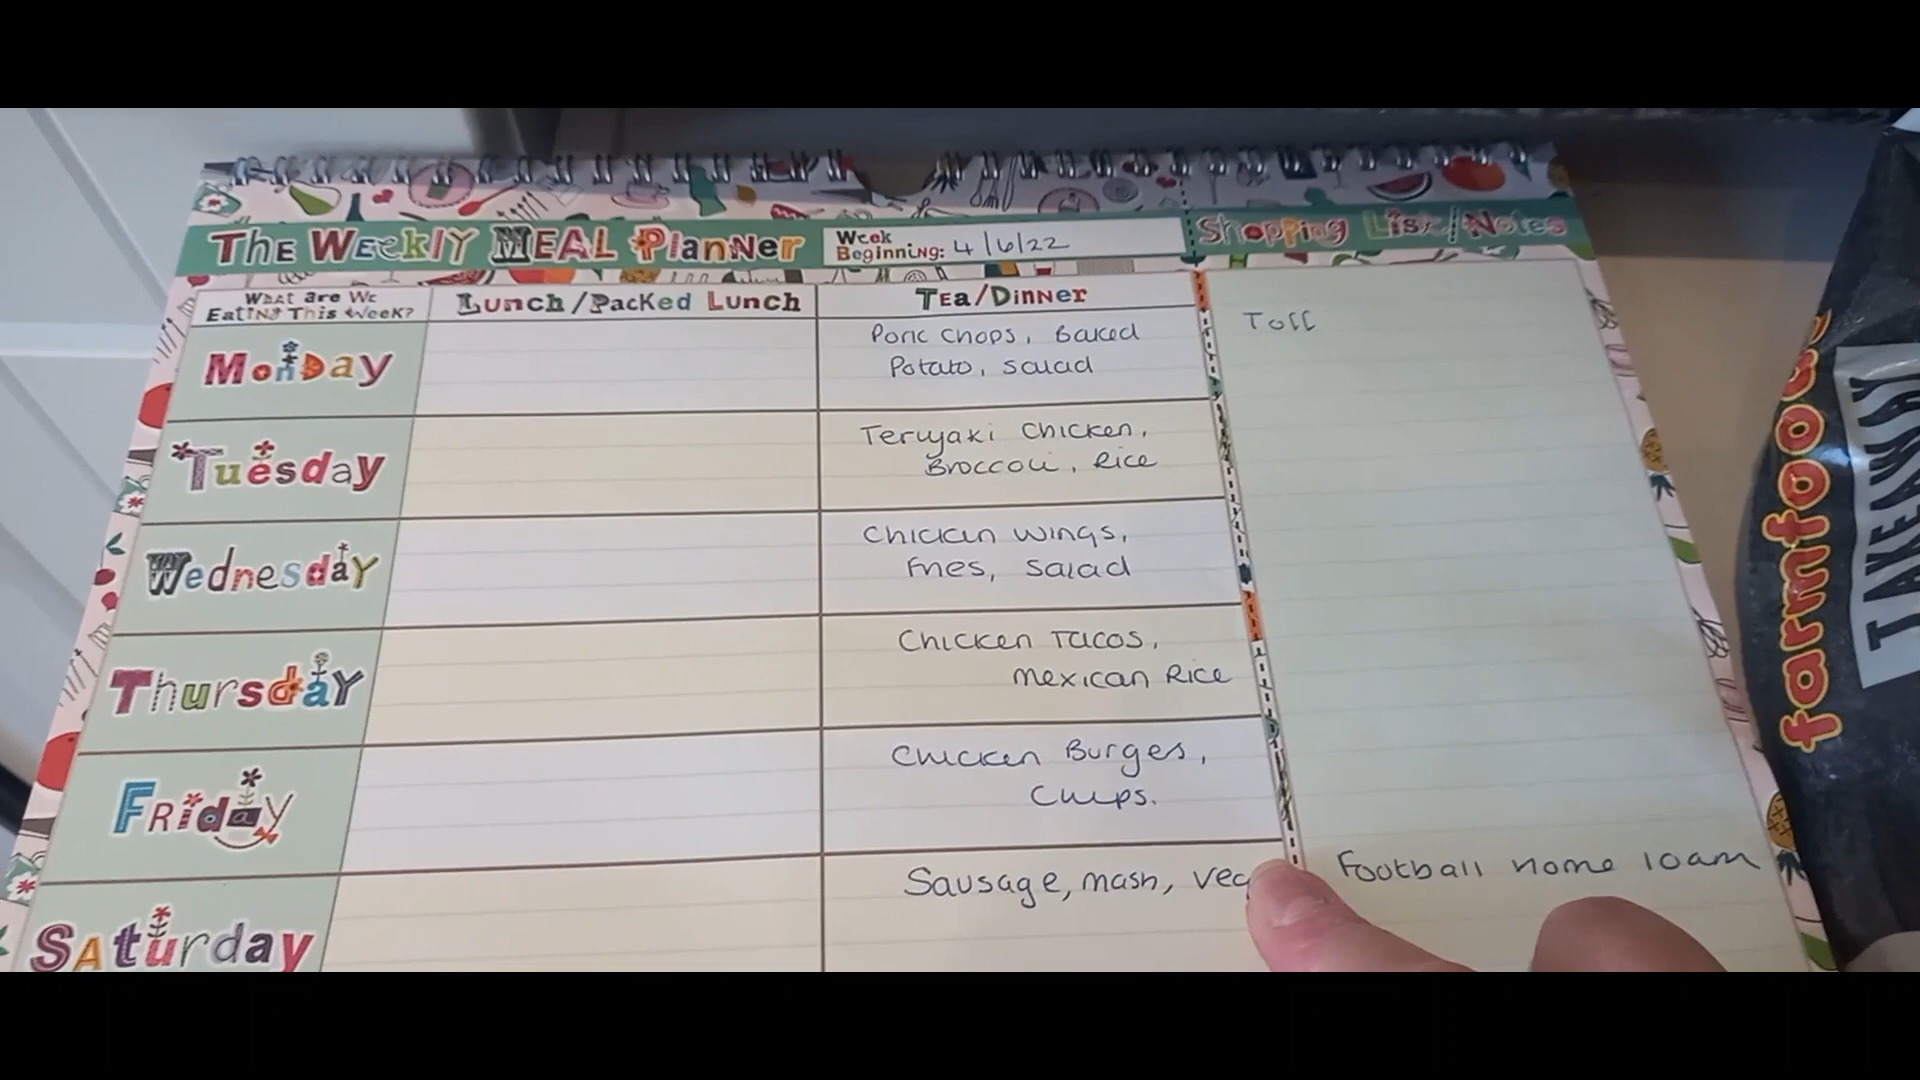 The Weekly Meal Planner
Week
Beginning: 4/6/22
Shopping List/Notes
What are We
Eating This Week?
Lunch/Packed Lunch
Tea/Dinner
Monday
Pork Chops, Baked
Potato, Salad
Toll
Tuesday
Teriyaki Chicken,
Broccoli, Rice
Wednesday
Chicken Wings,
Fries, Salad
Thursday
Chicken Tacos,
Mexican Rice
Friday
Chicken Burges,
Chips.
Saturday
Sausage, mash, veg
Football home 10am
farmfoods
TAKEAWAY